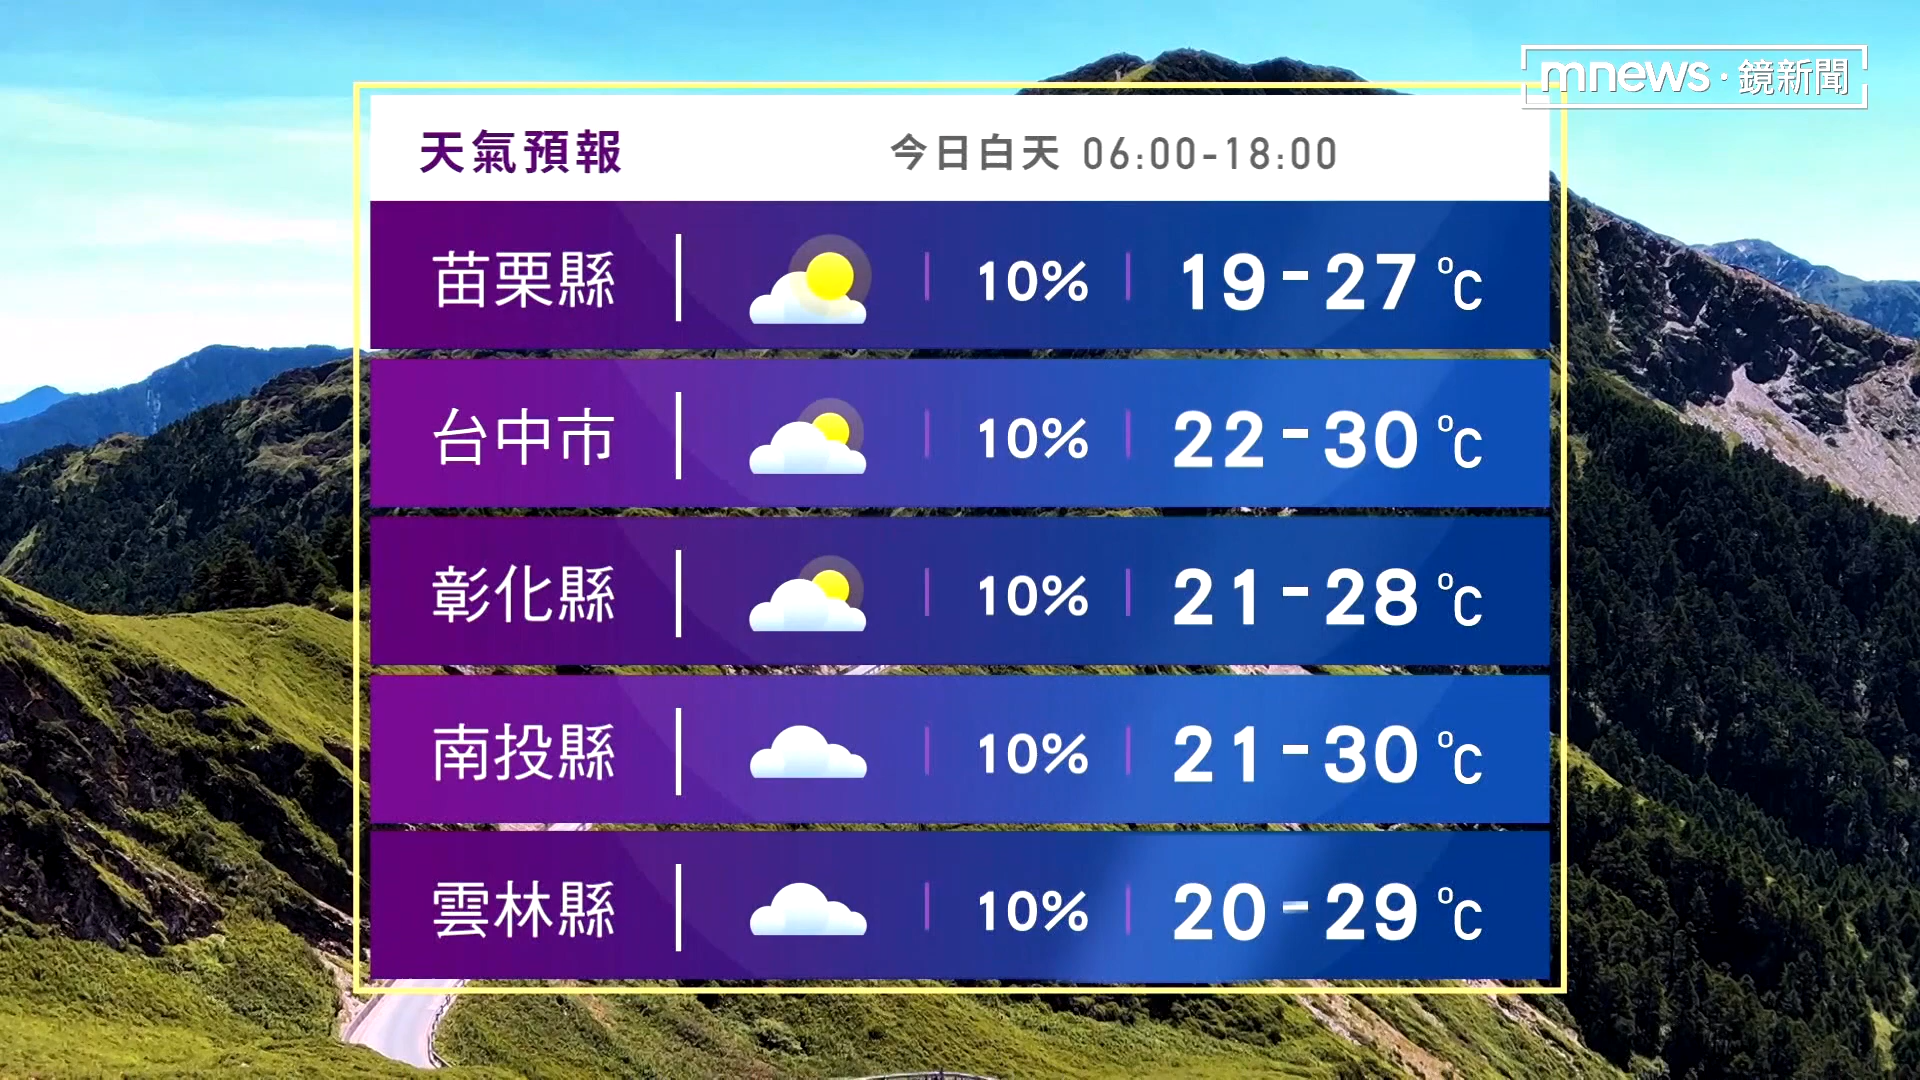 mnews·鏡新聞
天氣預報 今日白天 06:00-18:00
苗栗縣 10% 19-27 °C
台中市 10% 22-30 °C
彰化縣 10% 21-28 °C
南投縣 10% 21-30 °C
雲林縣 10% 20-29 °C